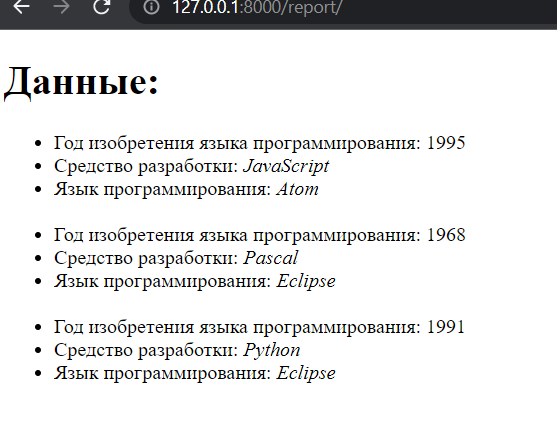 127.0.0.1:8000/report/
Данные:
• Год изобретения языка программирования: 1995
• Средство разработки: JavaScript
• Язык программирования: Atom
• Год изобретения языка программирования: 1968
• Средство разработки: Pascal
• Язык программирования: Eclipse
• Год изобретения языка программирования: 1991
• Средство разработки: Python
• Язык программирования: Eclipse